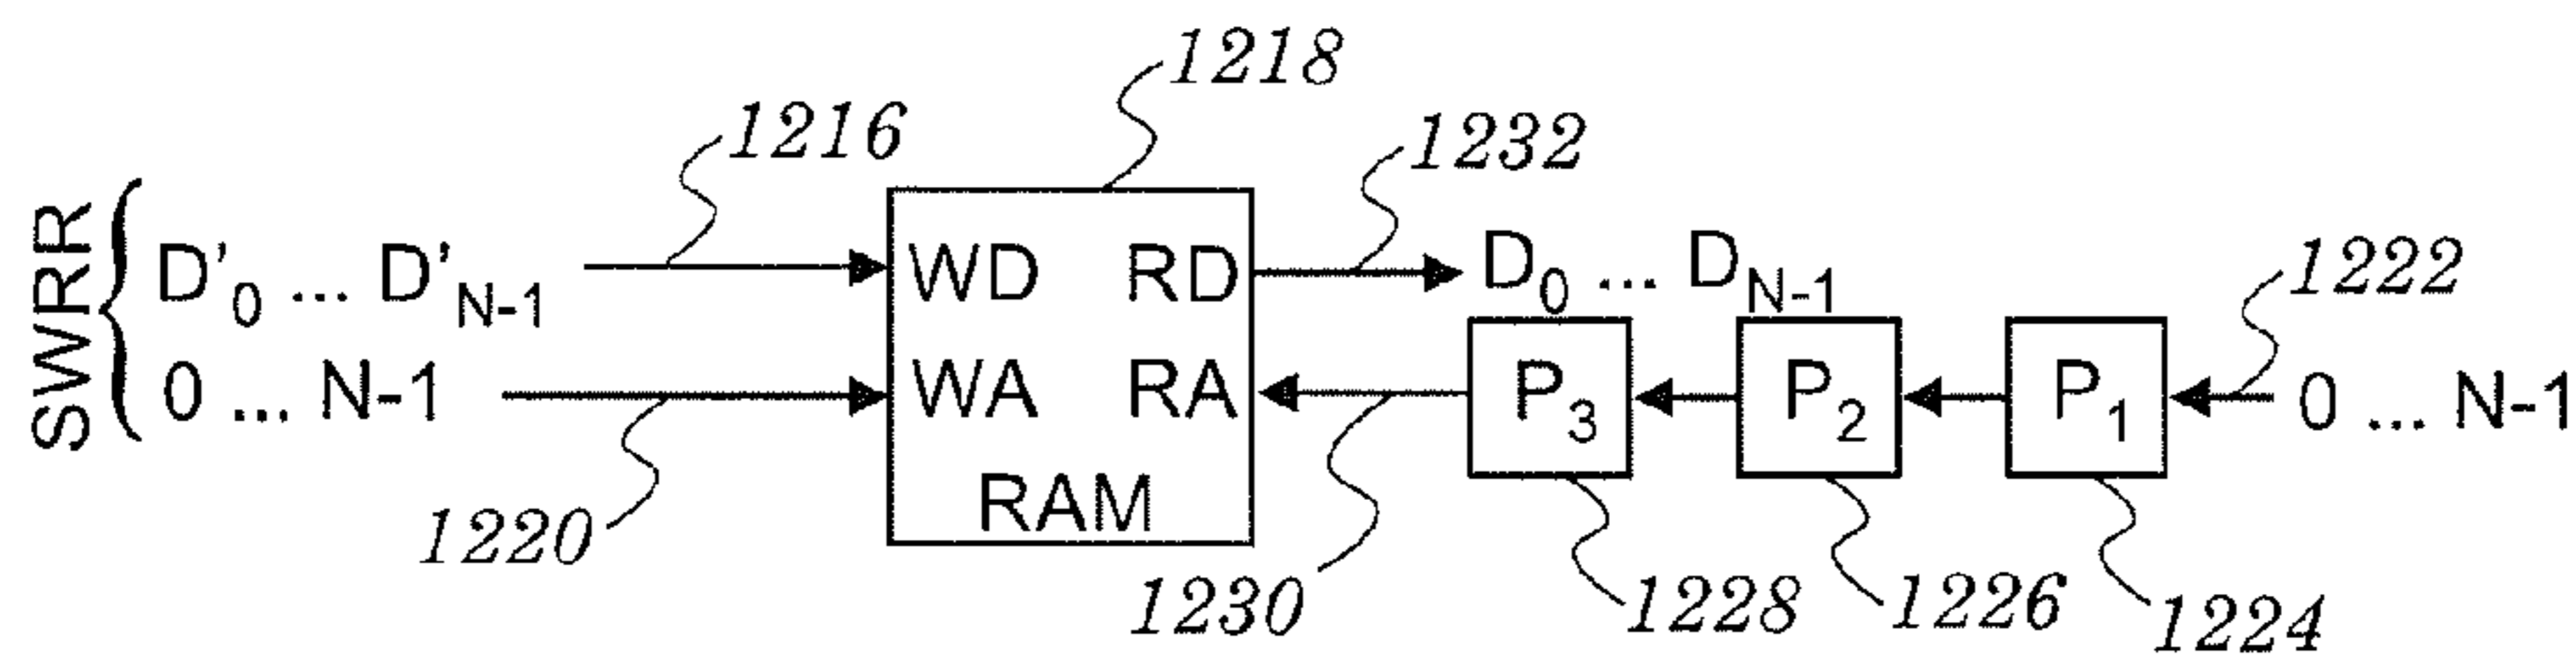 1218
1216
1232
SWRR
D'0 ... D'N-1
WD RD
D0 ... DN-1
1222
0 ... N-1
WA RA
P3
P2
P1
0 ... N-1
RAM
1220
1230
1228
1226
1224